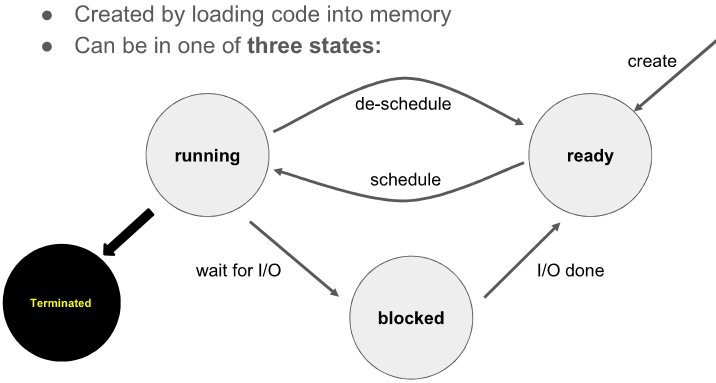 ● Created by loading code into memory
● Can be in one of three states:
create
de-schedule
running
ready
schedule
wait for I/O
I/O done
Terminated
blocked